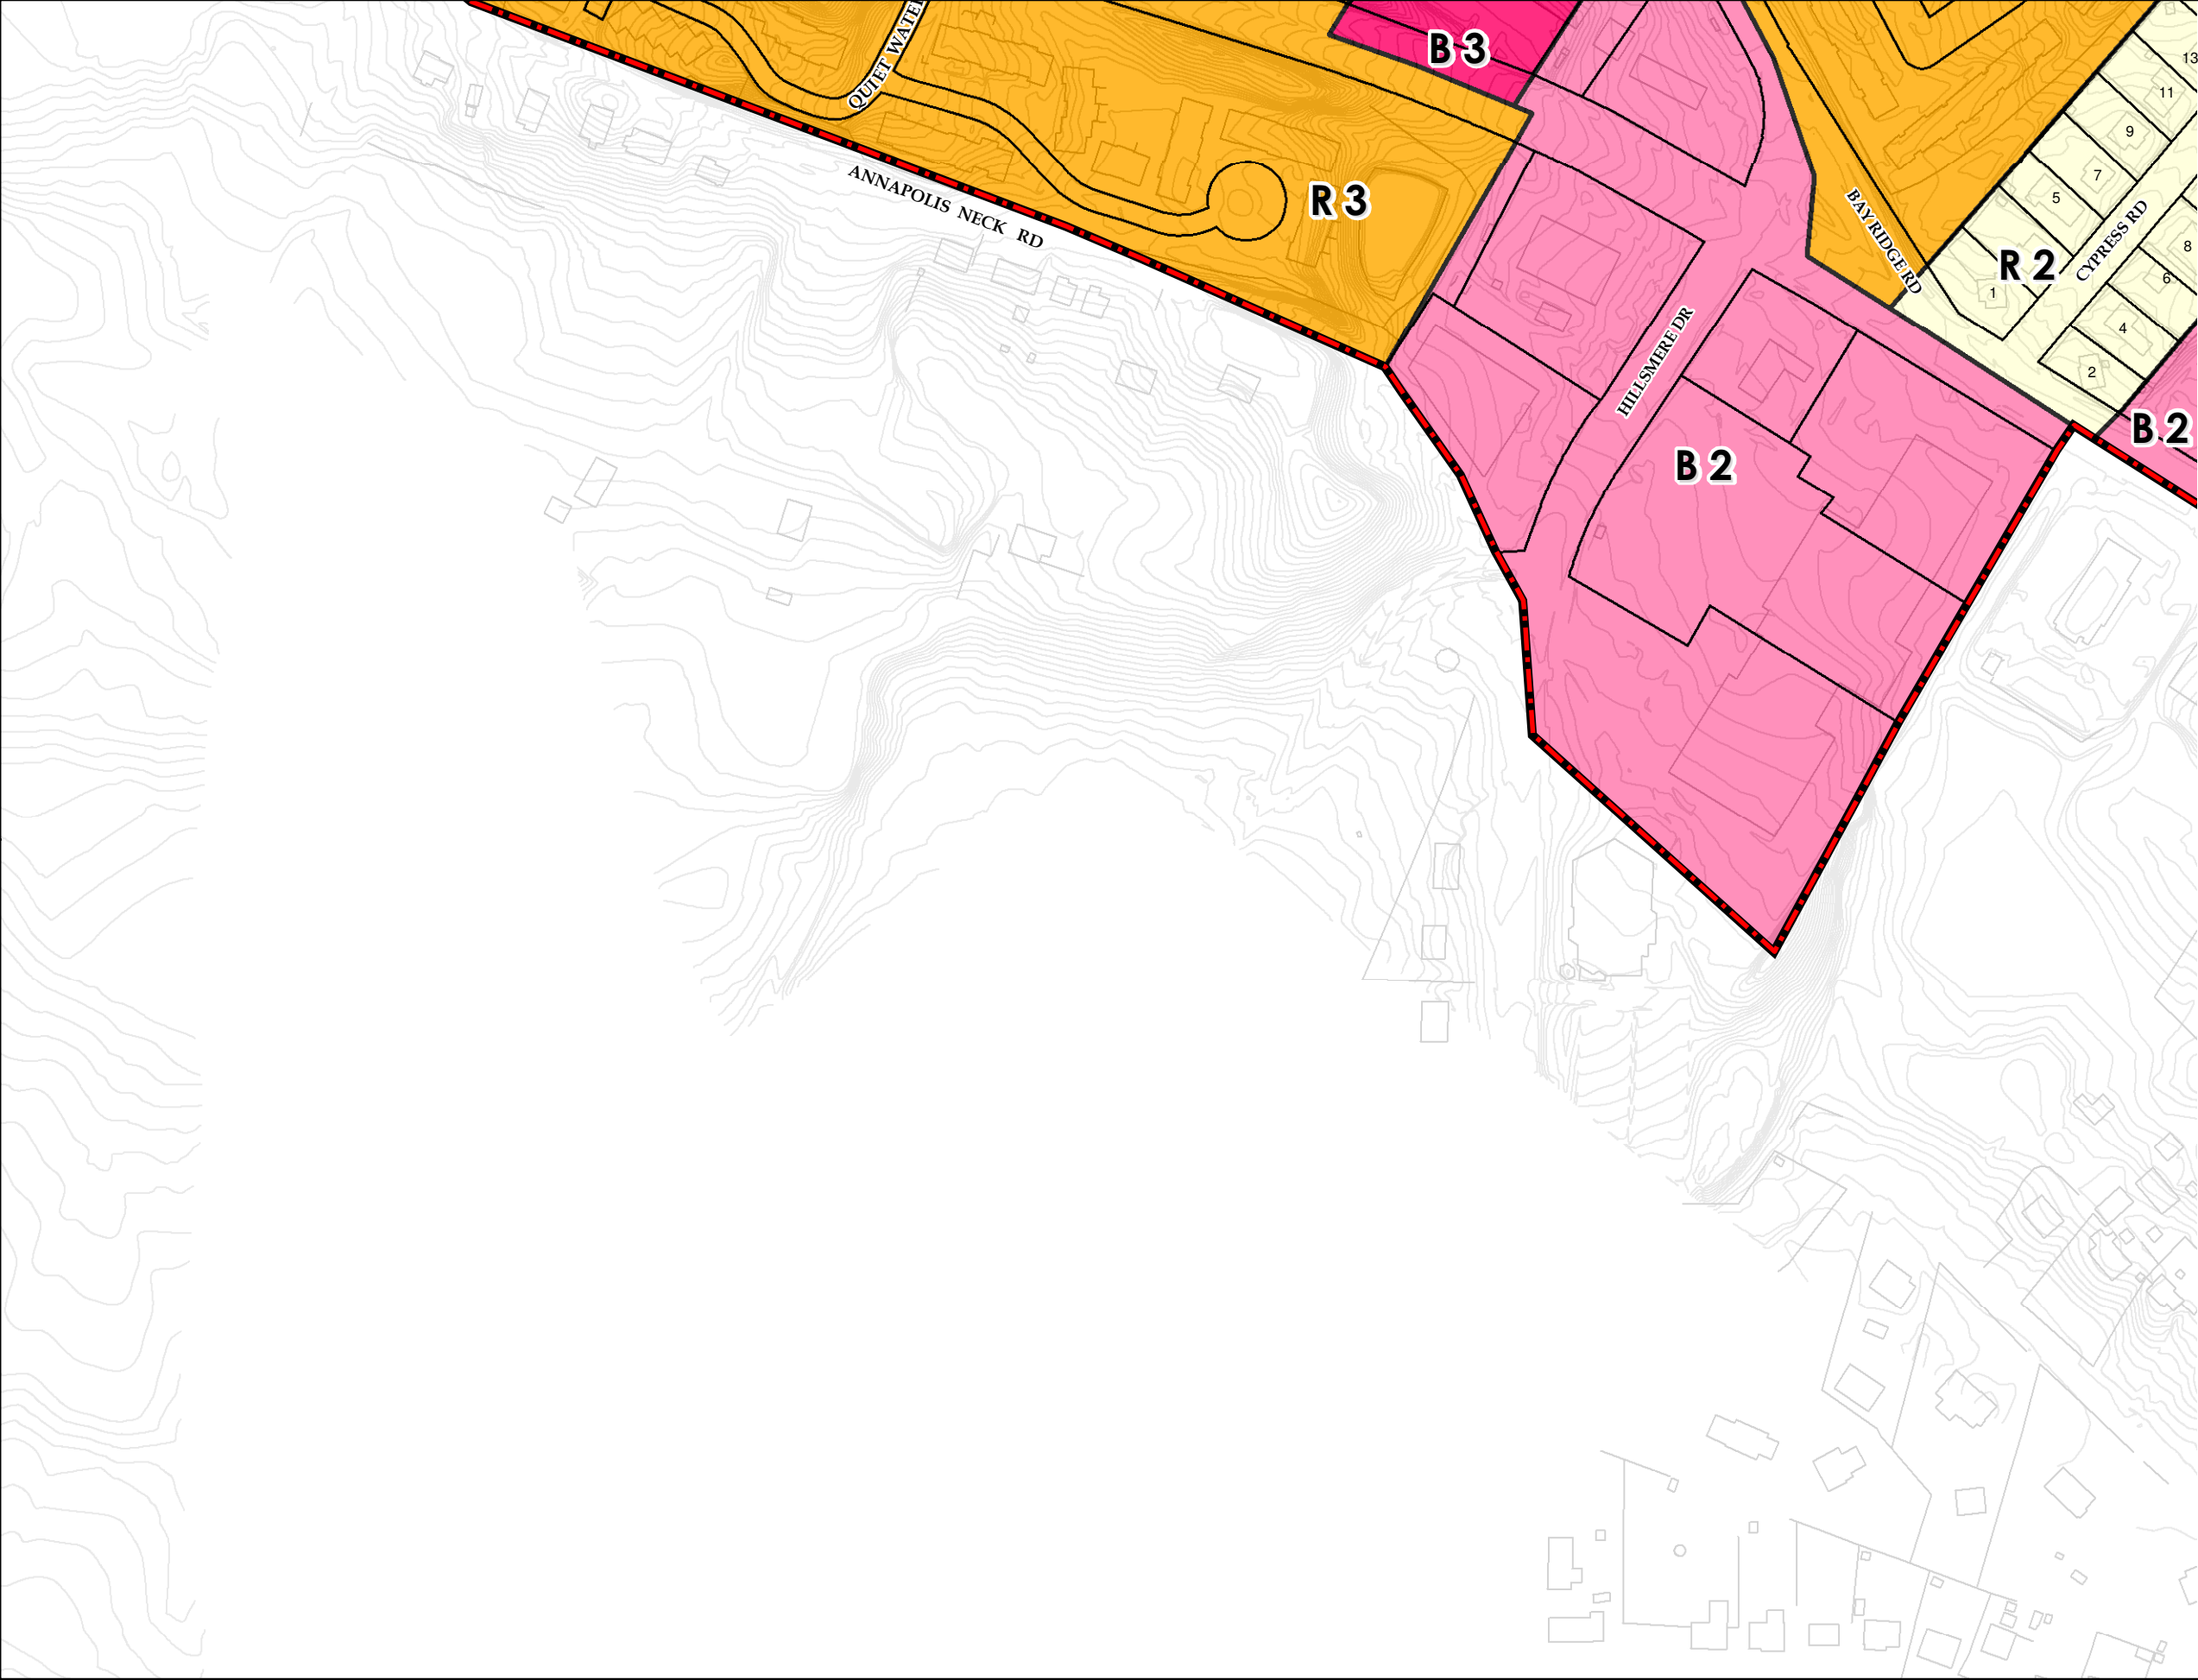 QUIET WATE
B 3
13
11
9
7
5
R 3
ANNAPOLIS NECK RD
BAY RIDGE RD
CYPRESS RD
8
R 2
6
1
4
HILLSMERE DR
2
B 2
B 2